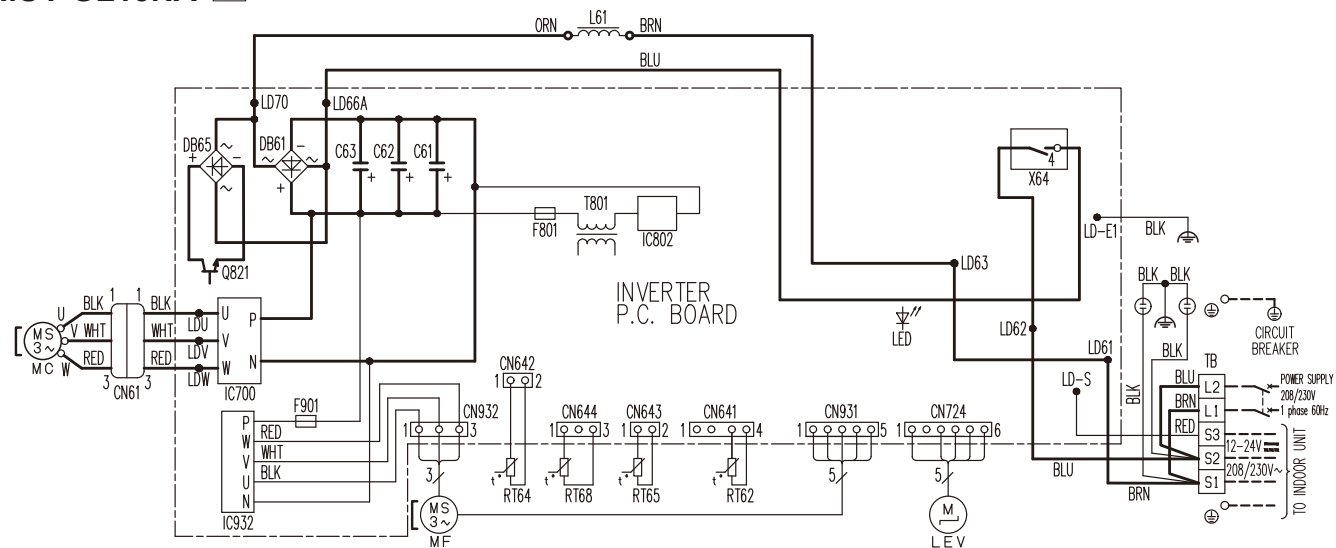 ORN L61 BRN
BLU
LD70 LD66A
DB65 ~ DB61 -
+ - ~ ~ C63 C62 C61
~ + + + +
4
X64
T801
F801 IC802
LD-E1 BLK
Q821
LD63
BLK BLK
INVERTER
P.C. BOARD
LED
LD62
CIRCUIT
BREAKER
1 1
U BLK BLK LDU U P
MS 3~ V WHT WHT LDV V
MC W RED RED LDW W N
3 CN61 3 IC700
LD61
BLK
TB
LD-S
BLK
BLU L2 POWER SUPPLY
208/230V
BRN L1 1 phase 60Hz
RED S3
12-24V
S2
208/230V~
S1
TO INDOOR UNIT
BLU
BRN
CN642
1 2
F901
CN932 CN644 CN643 CN641 CN931 CN724
1 3 1 3 1 2 1 4 1 5 1 6
P
W RED
V WHT
U BLK
N
IC932
3 5 5
t° RT64 t° RT68 t° RT65 t° RT62
MS 3~
MF
M
LEV